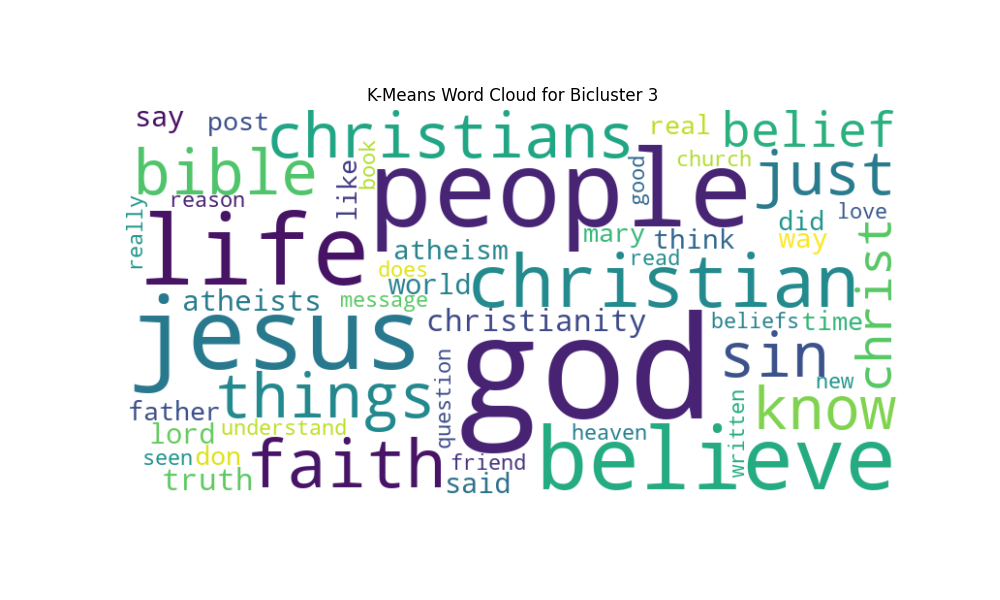 K-Means Word Cloud for Bicluster 3
say
post
christians
real
belief
bible
like
book
people
good
church
just
reason
really
life
mary
think
did
love
way
atheism
read
does
world
christian
christ
atheists
message
christianity
beliefs
time
jesus
god
sin
new
things
question
know
father
understand
written
lord
heaven
seen
don
faith
friend
believe
truth
said